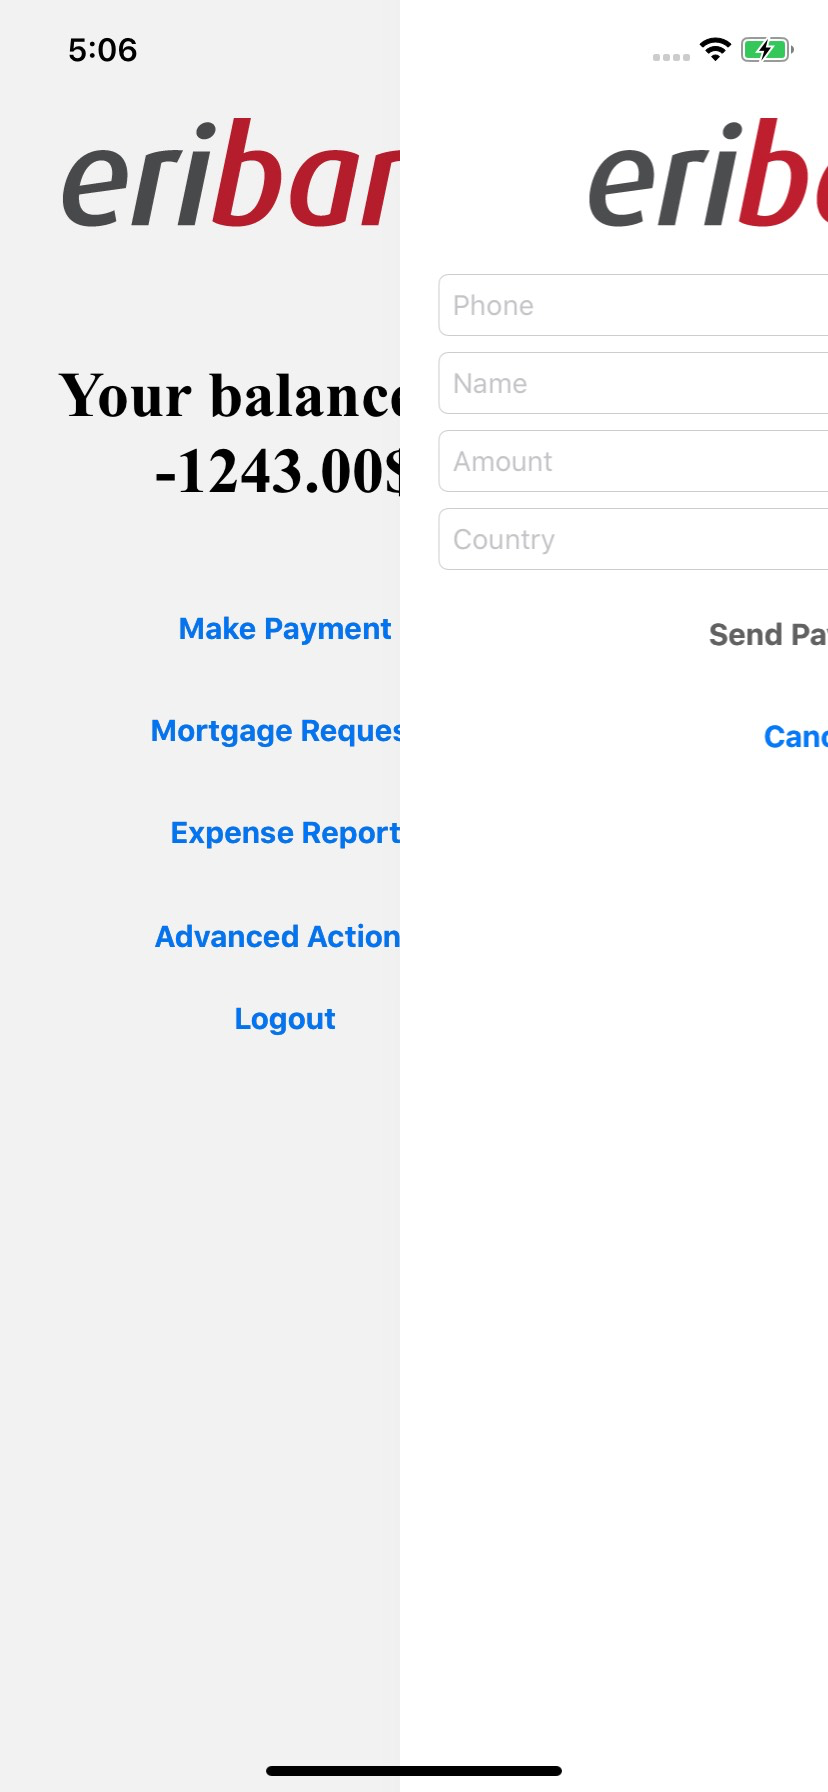 5:06
eribar
Your balance
-1243.00$
Make Payment
Mortgage Reques
Expense Report
Advanced Action
Logout
erib
Phone
Name
Amount
Country
Send Pa
Canc